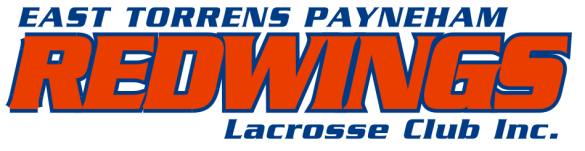 EAST TORRENS PAYNEHAM
REDWINGS
Lacrosse Club Inc.